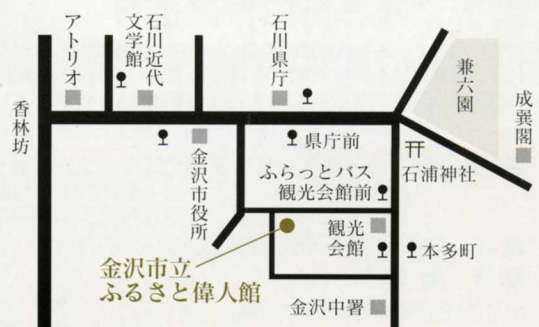 アトリオ
石川近代
文学館
石川県庁
兼六園
成巽閣
香林坊
金沢市役所
県庁前
石浦神社
ふらっとバス
観光会館前
観光
会館
本多町
金沢市立
ふるさと偉人館
金沢中署